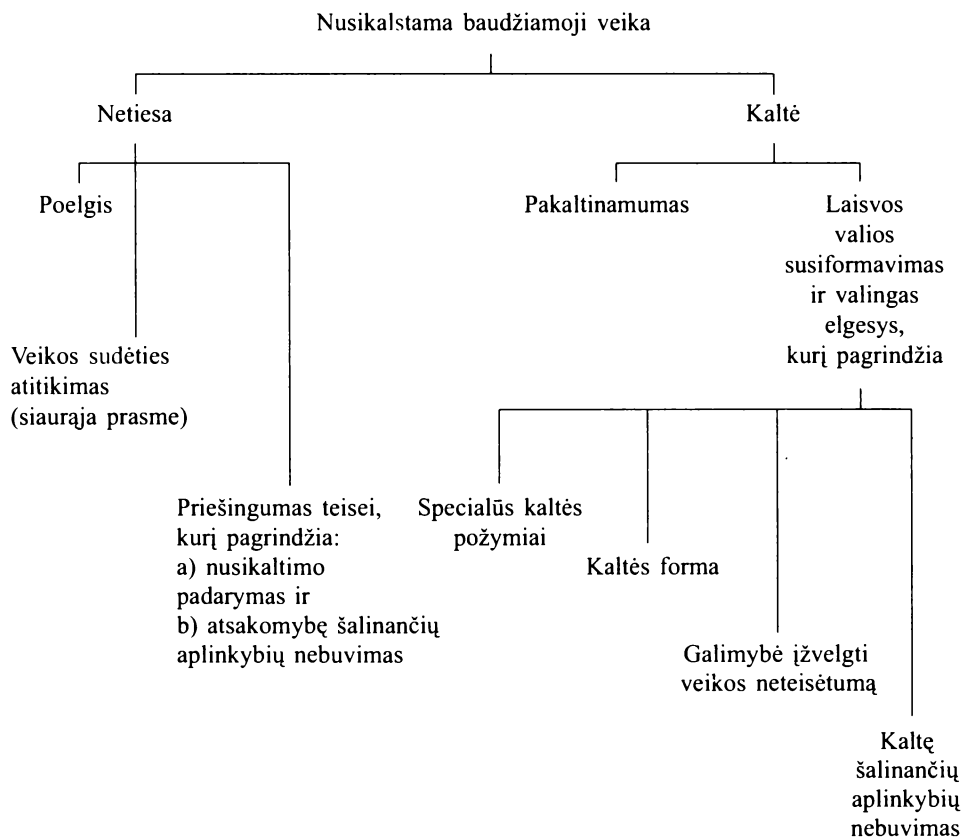 Nusikalstama baudžiamoji veika
Netiesa
Kaltė
Poelgis
Pakaltinamumas
Laisvos
valios
susiformavimas
ir valingas
elgesys,
kurį pagrindžia
Veikos sudėties
atitikimas
(siaurąja prasme)
Priešingumas teisei,
kurį pagrindžia:
a) nusikaltimo
padarymas ir
b) atsakomybę šalinančių
aplinkybių nebuvimas
Specialūs kaltės
požymiai
Kaltės forma
Galimybė įžvelgti
veikos neteisėtumą
Kaltę
šalinančių
aplinkybių
nebuvimas